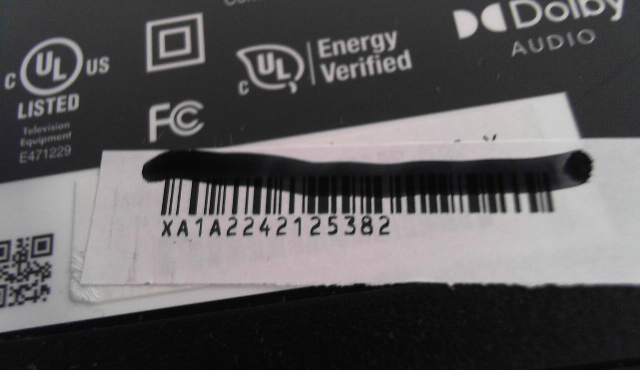 Dolby
AUDIO
c UL US
LISTED
Television
Equipment
E471229
c UL
Energy
Verified
FC
XA1A2242125382